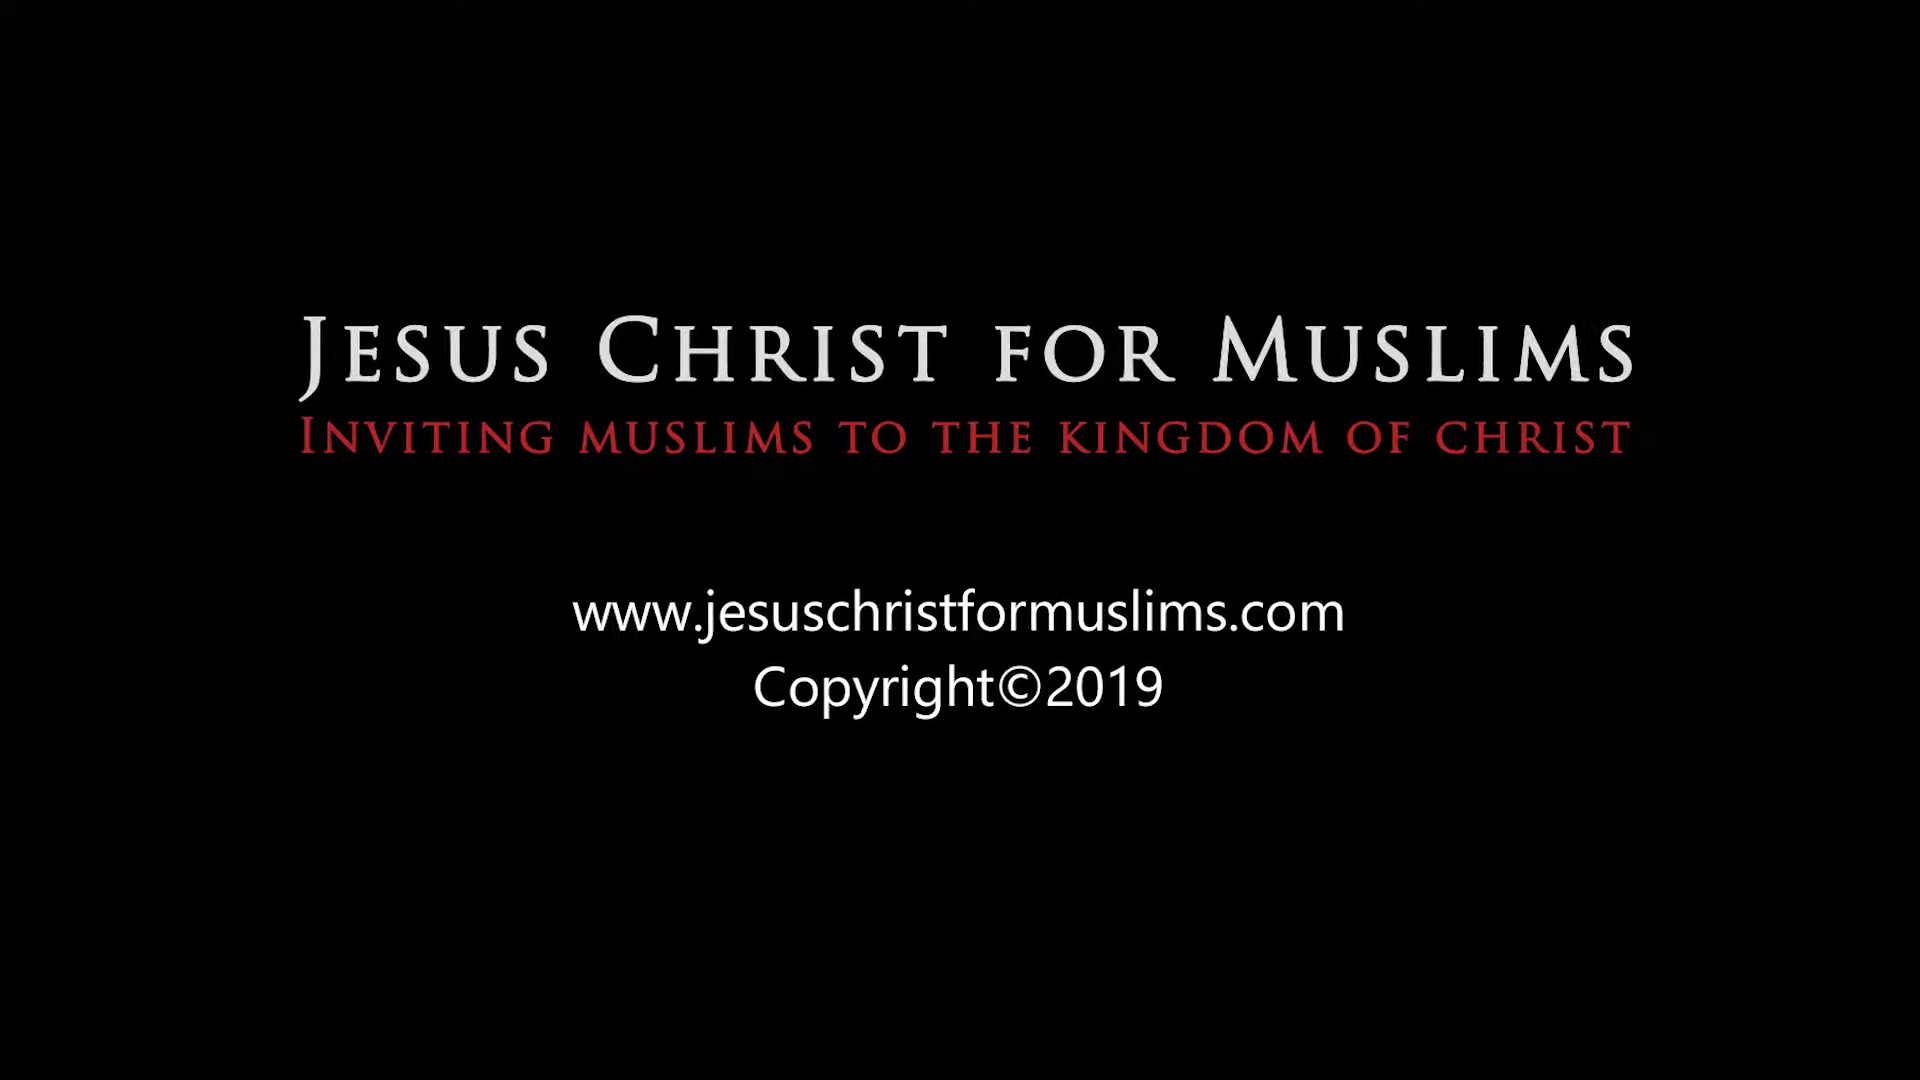 Jesus Christ for Muslims
Inviting muslims to the kingdom of christ
www.jesuschristformuslims.com
Copyright©2019